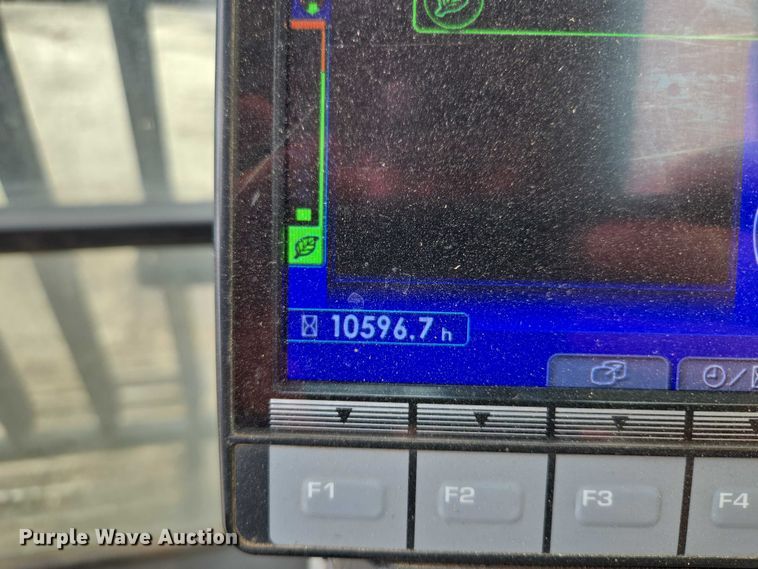 10596.7 h
F1 F2 F3 F4
Purple Wave Auction